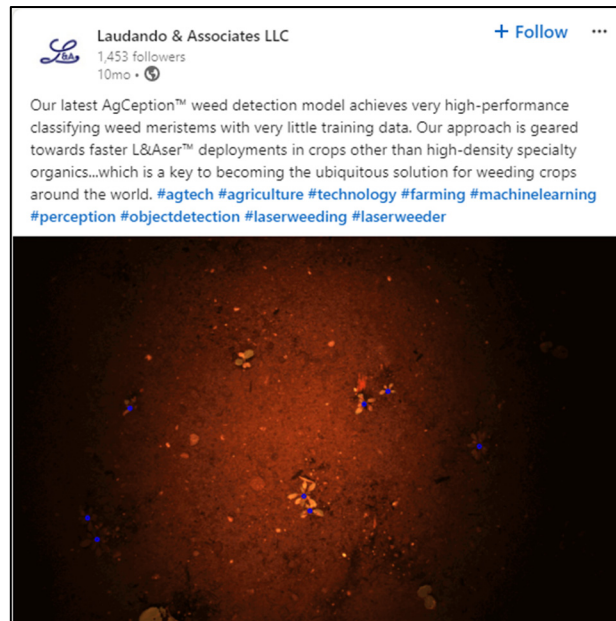 L&A
Laudando & Associates LLC
+ Follow
1,453 followers
10mo •
Our latest AgCeption™ weed detection model achieves very high-performance
classifying weed meristems with very little training data. Our approach is geared
towards faster L&Aser™ deployments in crops other than high-density specialty
organics...which is a key to becoming the ubiquitous solution for weeding crops
around the world. #agtech #agriculture #technology #farming #machinelearning
#perception #objectdetection #laserweeding #laserweeder